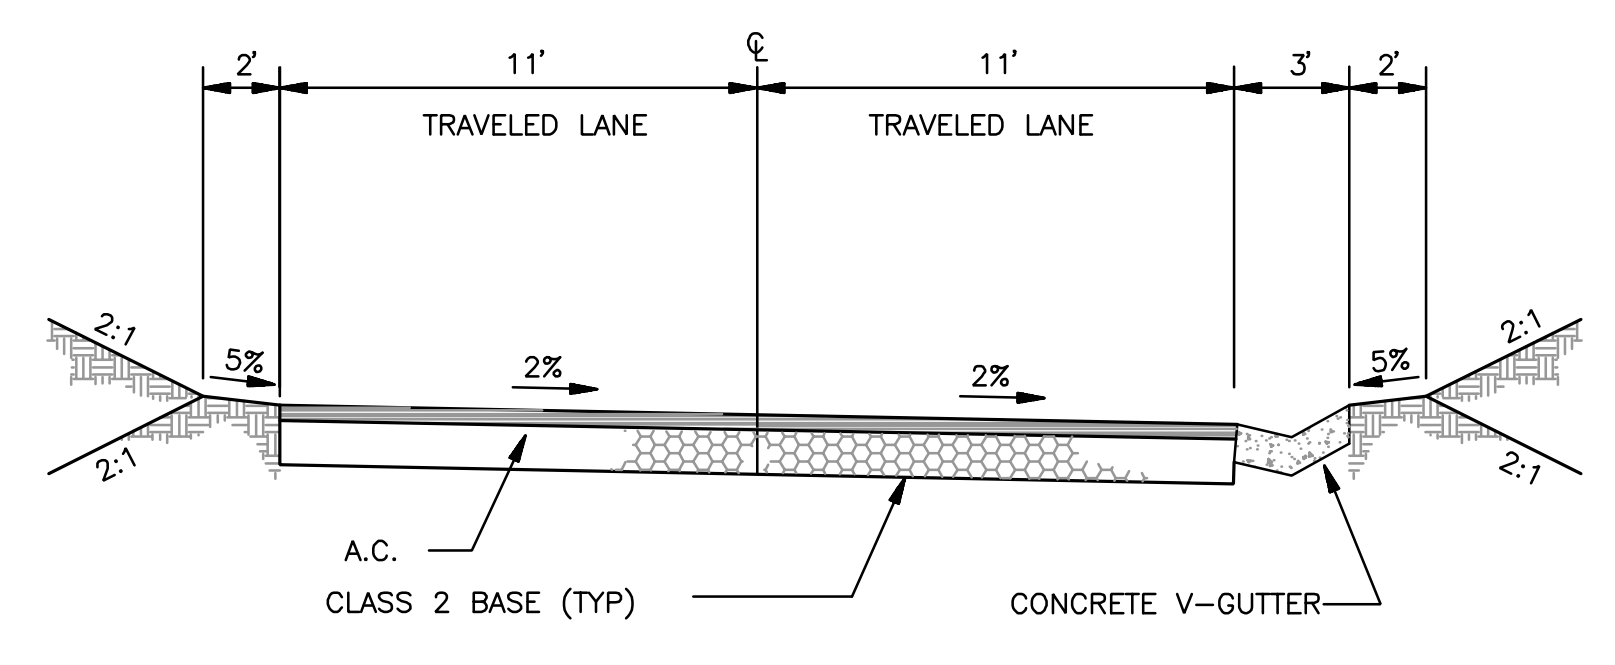 ℄
2' 11' 11' 3' 2'
TRAVELED LANE TRAVELED LANE
2:1 2:1
5% 2% 2% 5%
2:1 2:1
A.C.
CLASS 2 BASE (TYP)
CONCRETE V-GUTTER